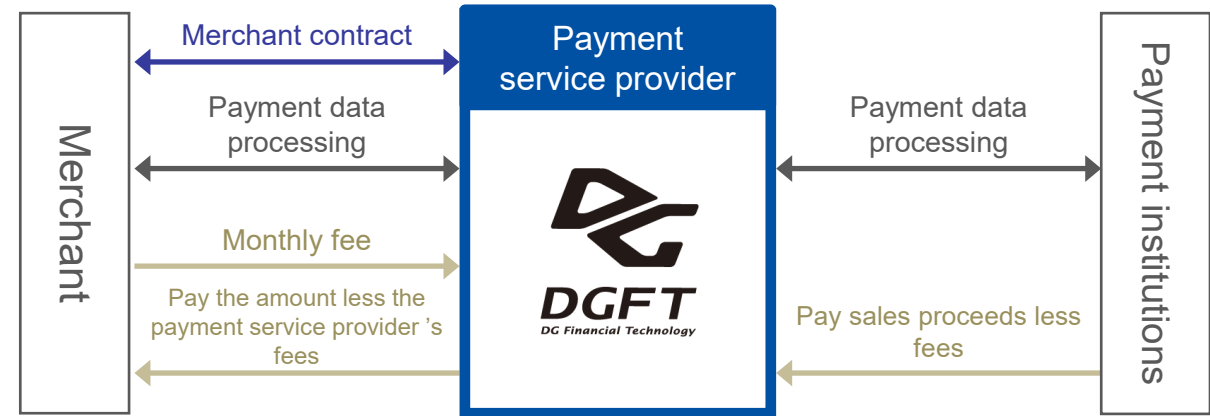 Merchant
Merchant contract
Payment data
processing
Monthly fee
Pay the amount less the
payment service provider ’s
fees
Payment
service provider
DGFT
DG Financial Technology
Payment data
processing
Pay sales proceeds less
fees
Payment institutions